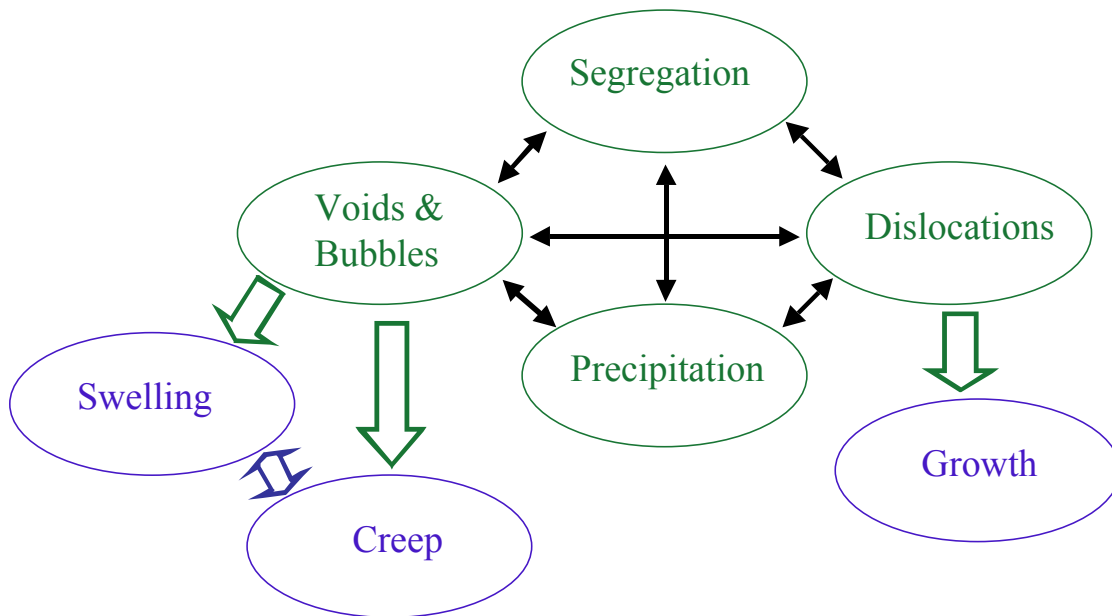 Segregation
Voids &
Bubbles
Dislocations
Precipitation
Swelling
Growth
Creep